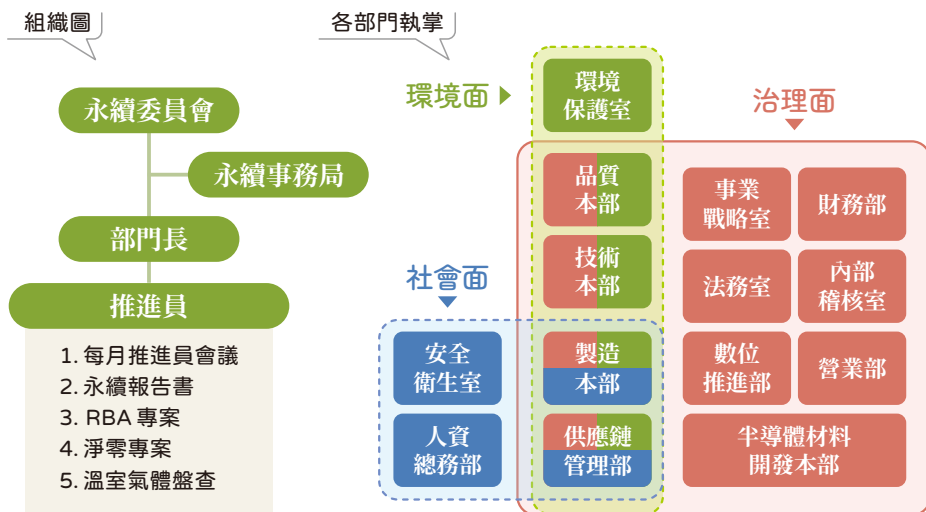 組織圖
永續委員會
永續事務局
部門長
推進員
1. 每月推進員會議
2. 永續報告書
3. RBA 專案
4. 淨零專案
5. 溫室氣體盤查
各部門執掌
環境面
環境
保護室
治理面
品質
本部
技術
本部
事業
戰略室
財務部
法務室
內部
稽核室
數位
推進部
營業部
半導體材料
開發本部
社會面
安全
衛生室
製造
本部
人資
總務部
供應鏈
管理部